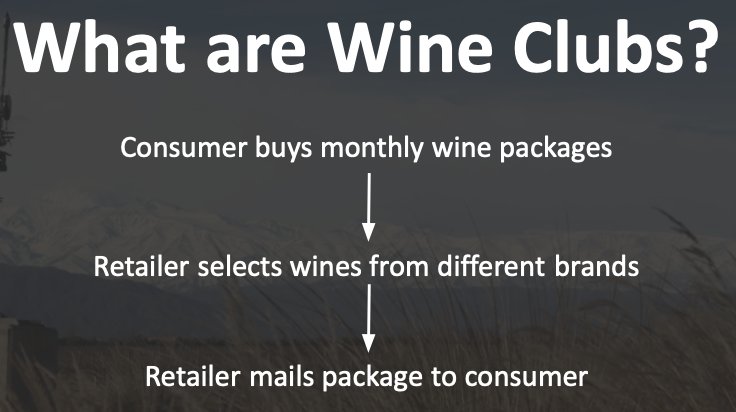 What are Wine Clubs?
Consumer buys monthly wine packages
Retailer selects wines from different brands
Retailer mails package to consumer